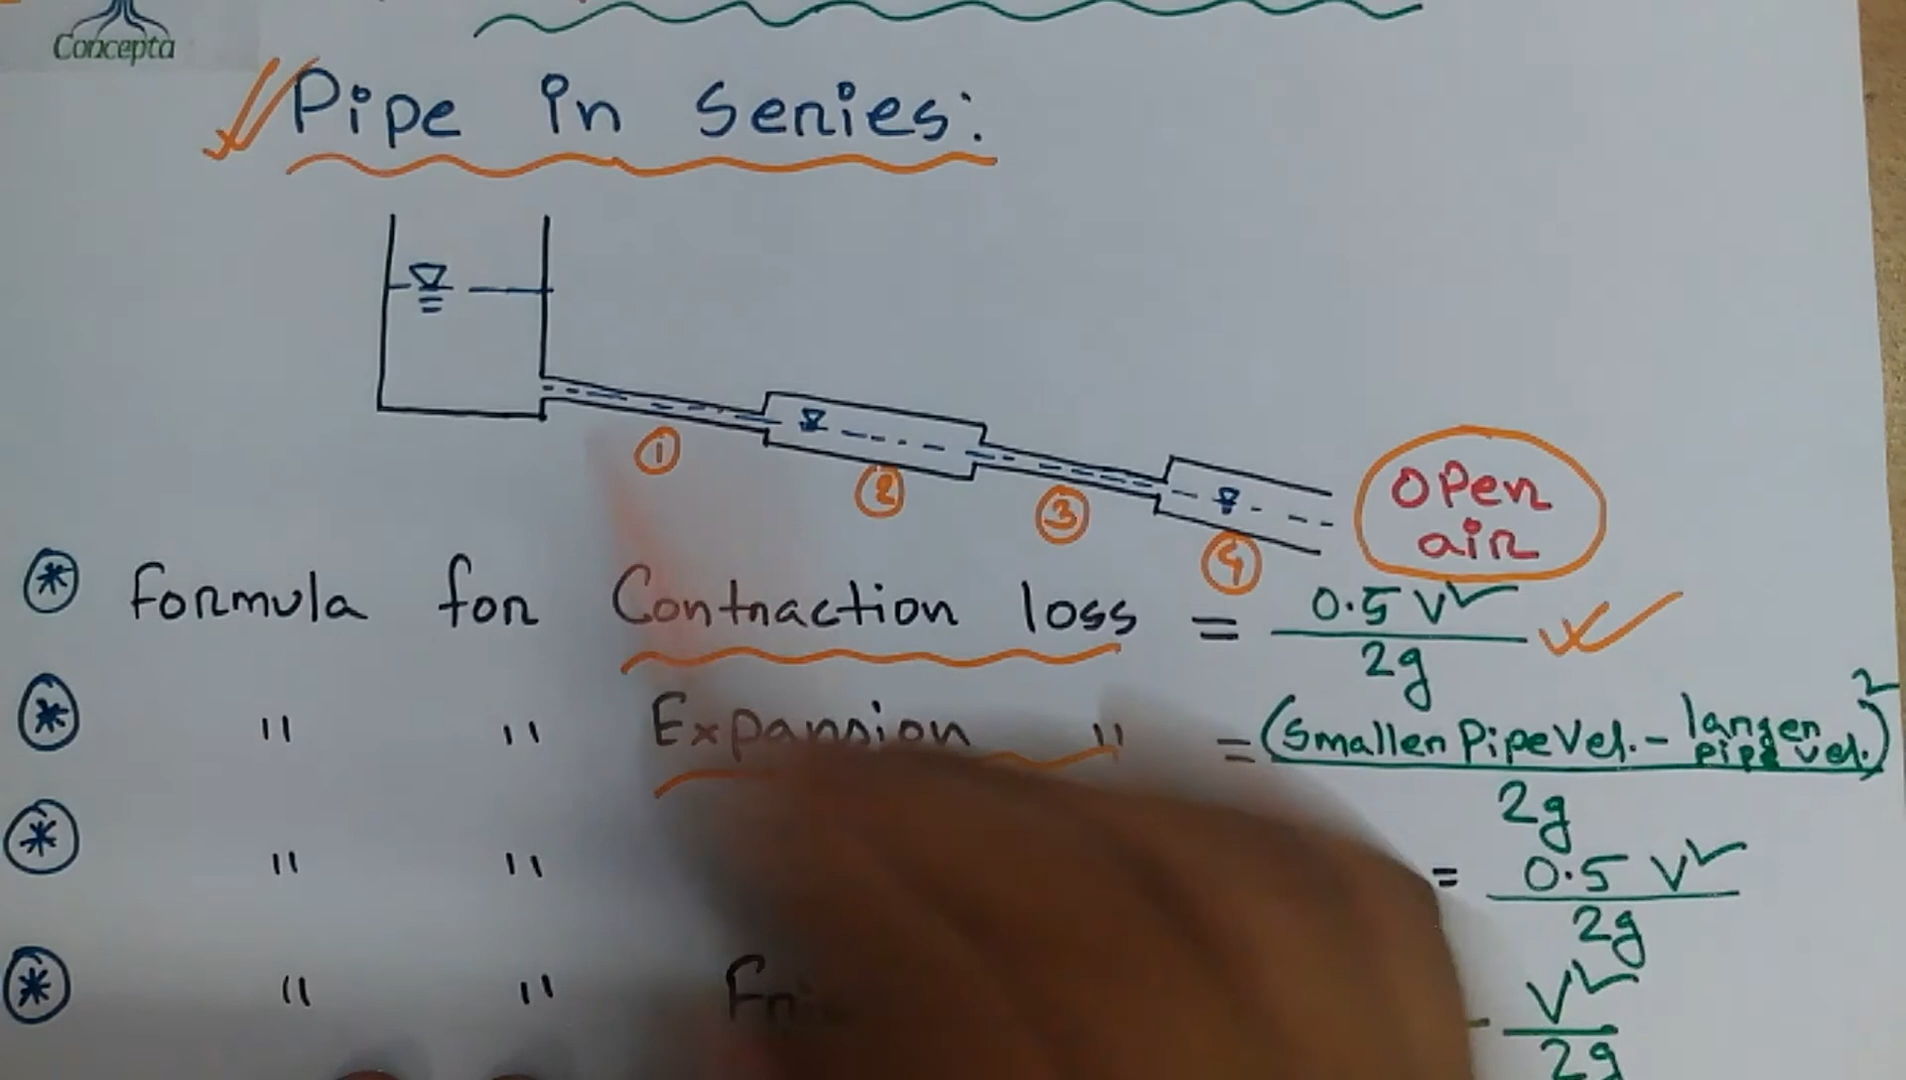 Concepta
Pipe in Series:
1
2
3
4
Open
air
* Formula for Contraction loss = 0.5 V² / 2g
* " " Expansion " = (Smaller Pipe Vel. - larger pipe vel.)² / 2g
* " " = 0.5 V² / 2g
* " " V² / 2g